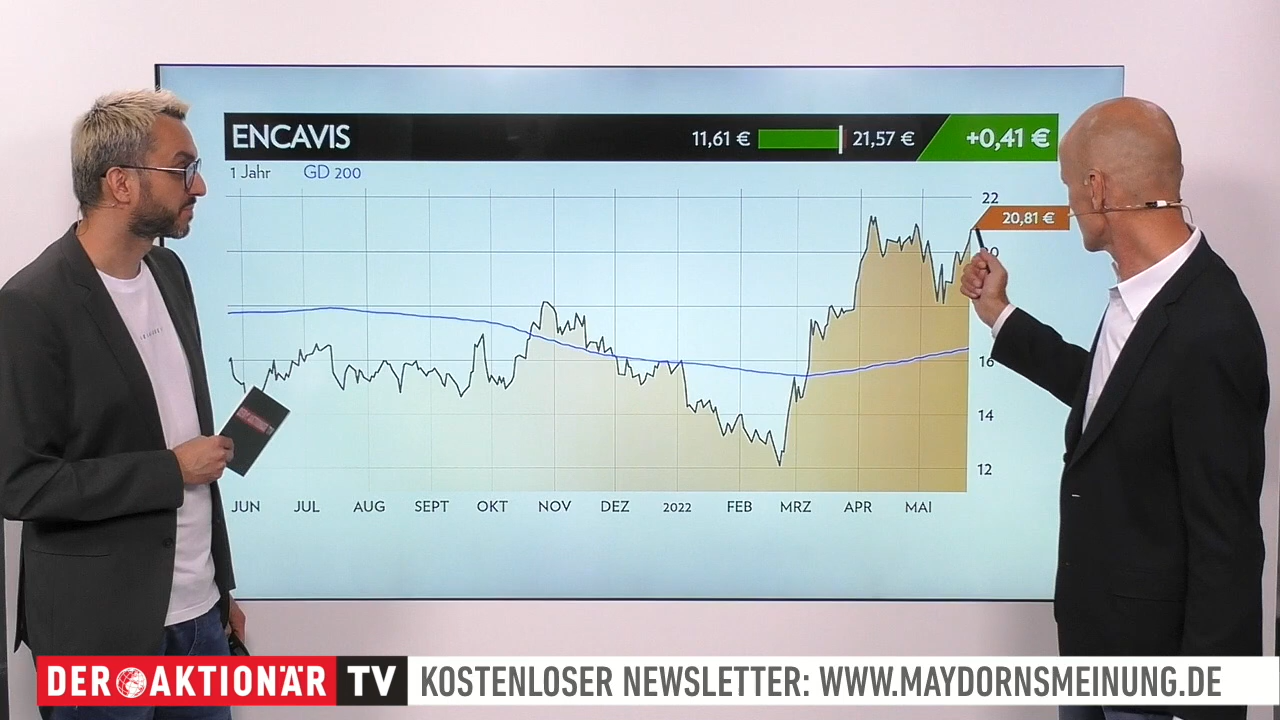 ENCAVIS
11,61 € 21,57 € +0,41 €
1 Jahr GD 200
22
20,81 €
16
14
12
JUN JUL AUG SEPT OKT NOV DEZ 2022 FEB MRZ APR MAI
DER AKTIONÄR TV KOSTENLOSER NEWSLETTER: WWW.MAYDORNSMEINUNG.DE